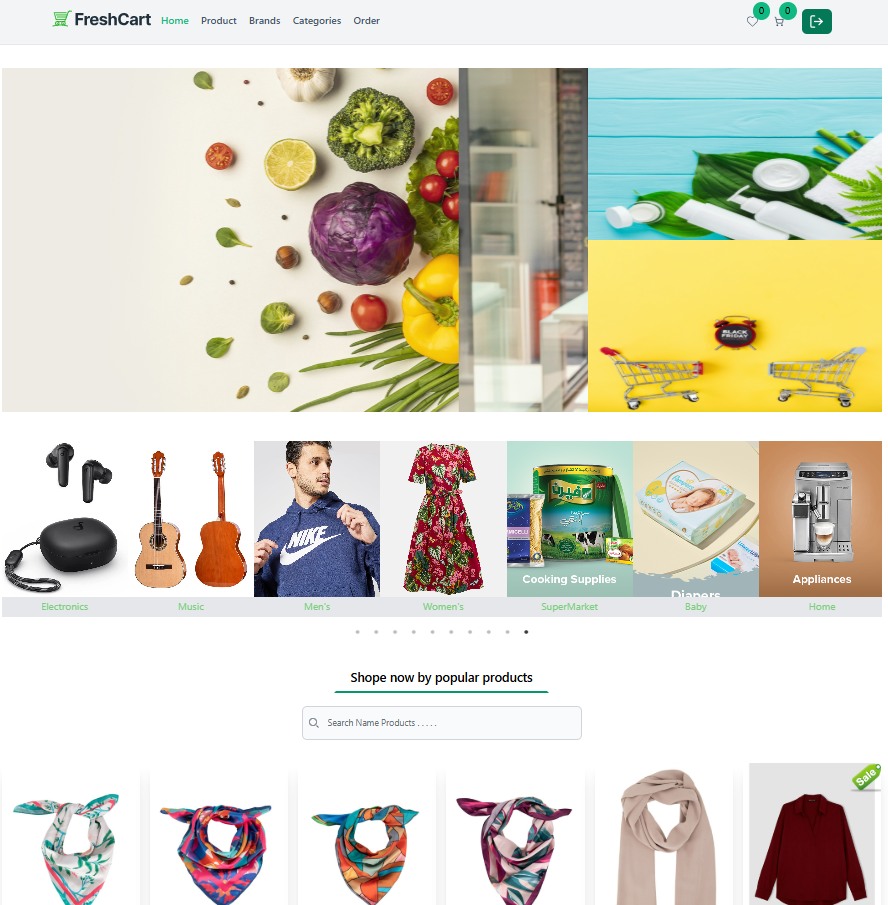 FreshCart
Home Product Brands Categories Order
0 0
BLACK
FRIDAY
NIKE
Cooking Supplies
Diapers
Appliances
Electronics Music Men's Women's SuperMarket Baby Home
Shope now by popular products
Search Name Products . . . . .
Sale